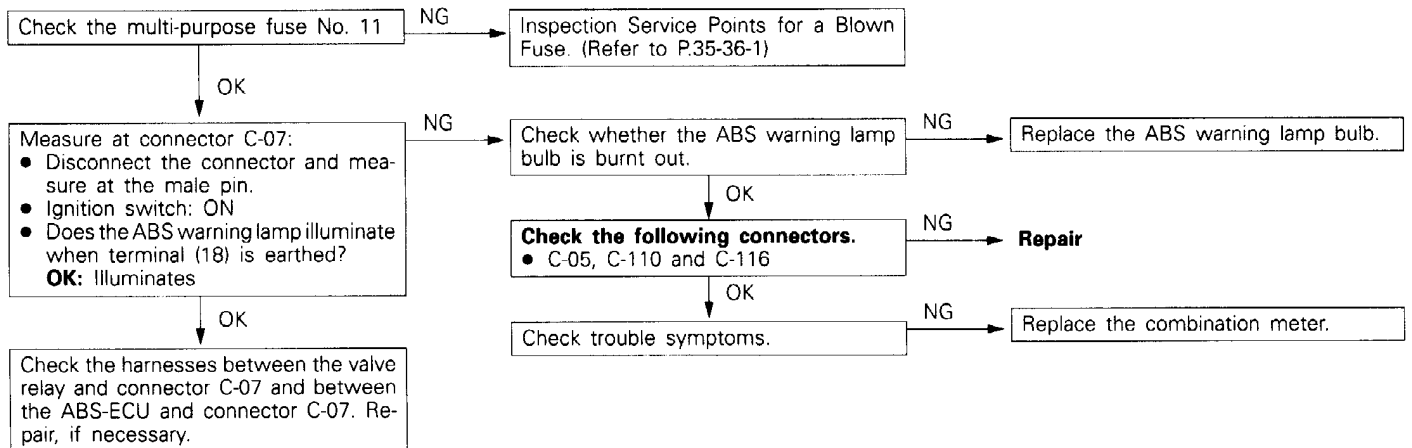 Check the multi-purpose fuse No. 11
NG
Inspection Service Points for a Blown
Fuse. (Refer to P.35-36-1)
OK
Measure at connector C-07:
● Disconnect the connector and mea-
sure at the male pin.
● Ignition switch: ON
● Does the ABS warning lamp illuminate
when terminal (18) is earthed?
OK: Illuminates
NG
Check whether the ABS warning lamp
bulb is burnt out.
NG
Replace the ABS warning lamp bulb.
OK
Check the following connectors.
● C-05, C-110 and C-116
NG
Repair
OK
Check trouble symptoms.
NG
Replace the combination meter.
OK
Check the harnesses between the valve
relay and connector C-07 and between
the ABS-ECU and connector C-07. Re-
pair, if necessary.